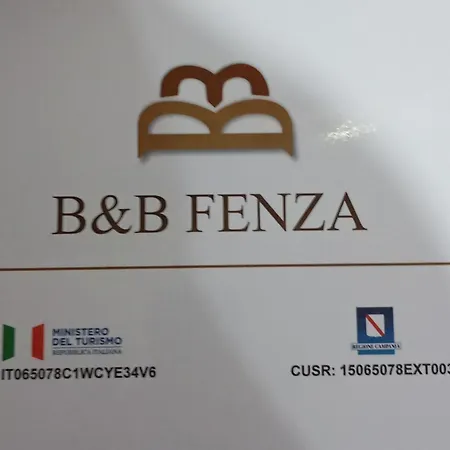 B&B FENZA
MINISTERO
DEL TURISMO
REPUBBLICA ITALIANA
IT065078C1WCYE34V6
REGIONE CAMPANIA
CUSR: 15065078EXT003